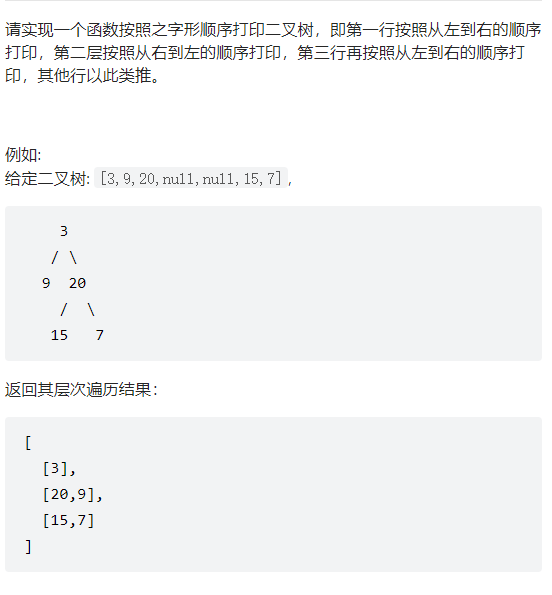 请实现一个函数按照之字形顺序打印二叉树，即第一行按照从左到右的顺序
打印，第二层按照从右到左的顺序打印，第三行再按照从左到右的顺序打
印，其他行以此类推。
例如:
给定二叉树: [3,9,20,null,null,15,7],
3
/ \
9 20
/ \
15 7
返回其层次遍历结果：
[
[3],
[20,9],
[15,7]
]